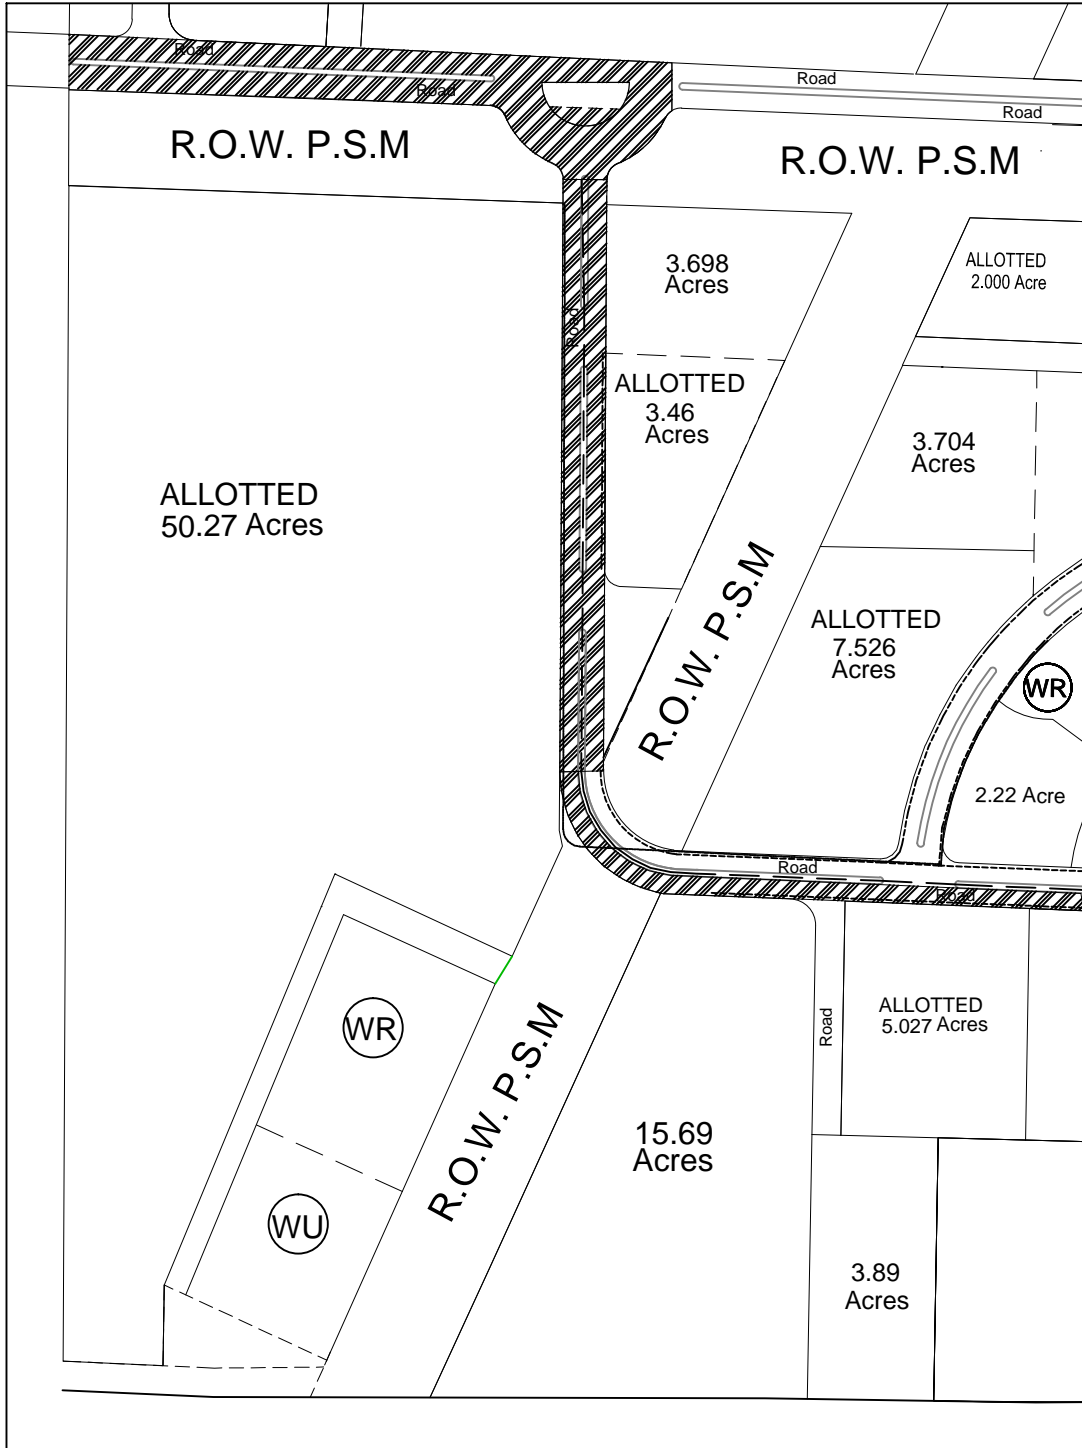 Road
Road
Road
Road
R.O.W. P.S.M
R.O.W. P.S.M
3.698
Acres
ALLOTTED
2.000 Acre
Road
ALLOTTED
3.46
Acres
3.704
Acres
ALLOTTED
50.27 Acres
R.O.W. P.S.M
ALLOTTED
7.526
Acres
WR
2.22 Acre
Road
Road
WR
R.O.W. P.S.M
Road
ALLOTTED
5.027 Acres
15.69
Acres
WU
3.89
Acres